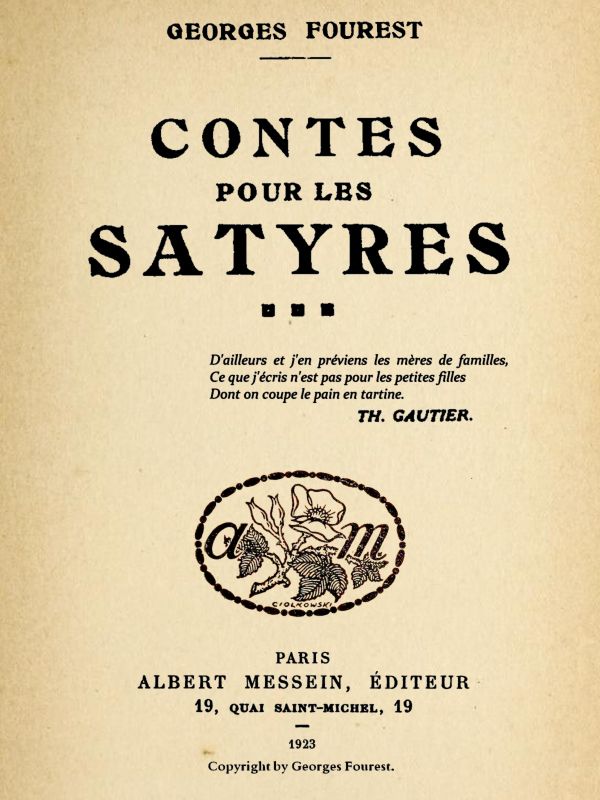 GEORGES FOUREST
CONTES
POUR LES
SATYRES
D'ailleurs et j'en préviens les mères de familles,
Ce que j'écris n'est pas pour les petites filles
Dont on coupe le pain en tartine.
TH. GAUTIER.
a m
CIOLKOWSKI
PARIS
ALBERT MESSEIN, ÉDITEUR
19, QUAI SAINT-MICHEL, 19
1923
Copyright by Georges Fourest.